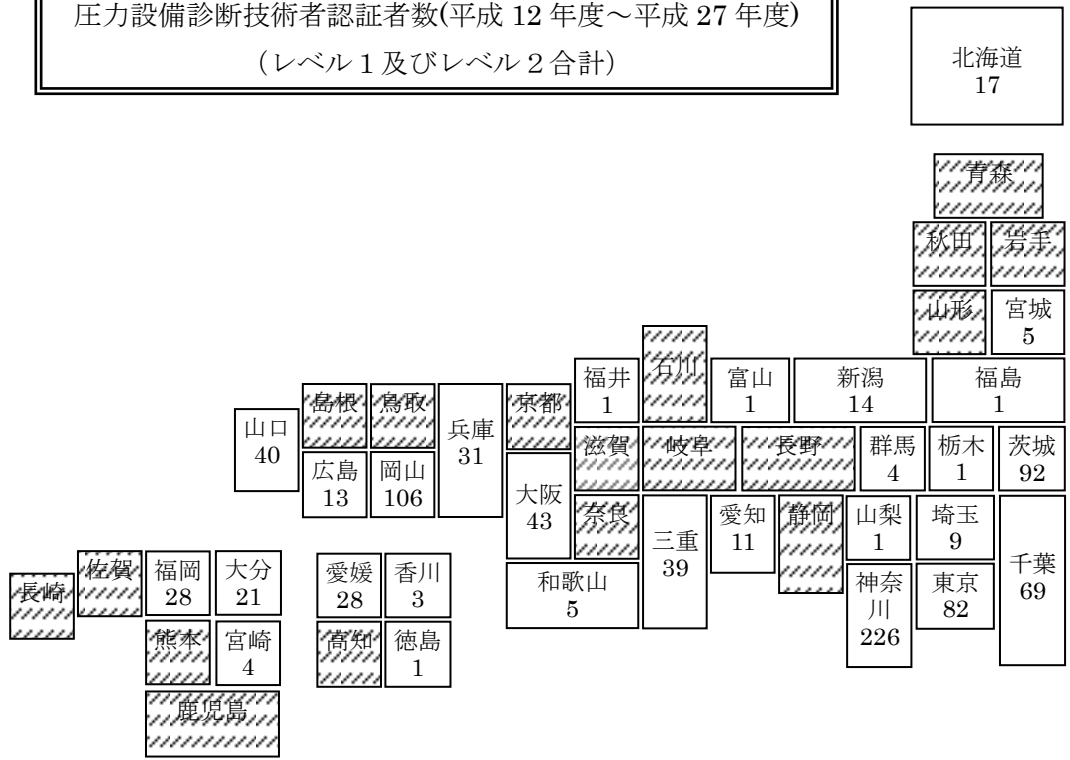 圧力設備診断技術者認証者数(平成 12 年度～平成 27 年度)
（レベル１及びレベル２合計）
北海道
17
青森
秋田
岩手
山形
宮城
5
福井
1
石川
富山
1
新潟
14
福島
1
山口
40
島根
鳥取
兵庫
31
京都
滋賀
岐阜
長野
群馬
4
栃木
1
茨城
92
広島
13
岡山
106
大阪
43
奈良
三重
39
愛知
11
静岡
山梨
1
埼玉
9
千葉
69
和歌山
5
神奈
川
226
東京
82
長崎
佐賀
福岡
28
大分
21
愛媛
28
香川
3
熊本
宮崎
4
高知
徳島
1
鹿児島